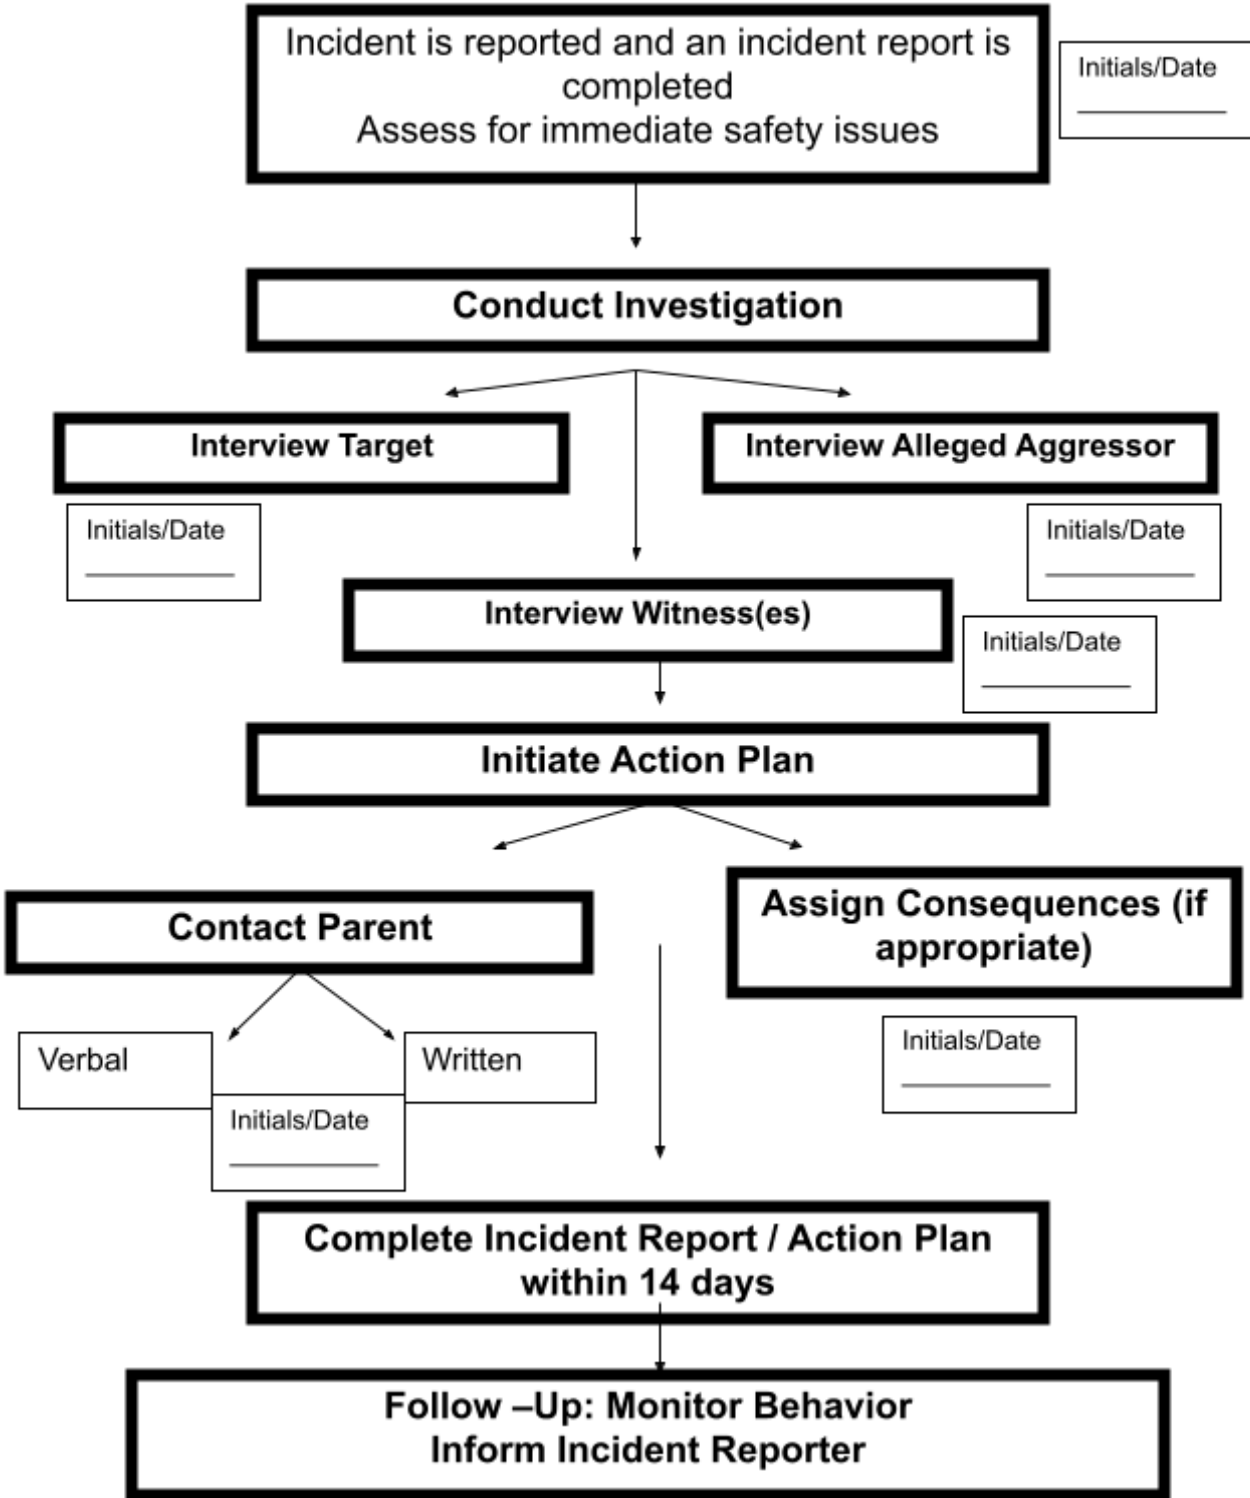 Incident is reported and an incident report is
completed
Assess for immediate safety issues
Initials/Date
Conduct Investigation
Interview Target
Interview Alleged Aggressor
Initials/Date
Initials/Date
Interview Witness(es)
Initials/Date
Initiate Action Plan
Contact Parent
Assign Consequences (if
appropriate)
Verbal
Written
Initials/Date
Initials/Date
Complete Incident Report / Action Plan
within 14 days
Follow –Up: Monitor Behavior
Inform Incident Reporter